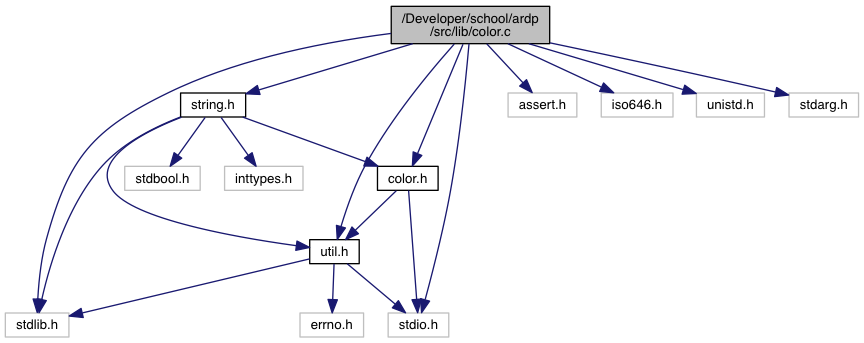 /Developer/school/ardp
/src/lib/color.c
string.h
assert.h
iso646.h
unistd.h
stdarg.h
stdbool.h
inttypes.h
color.h
util.h
stdlib.h
errno.h
stdio.h